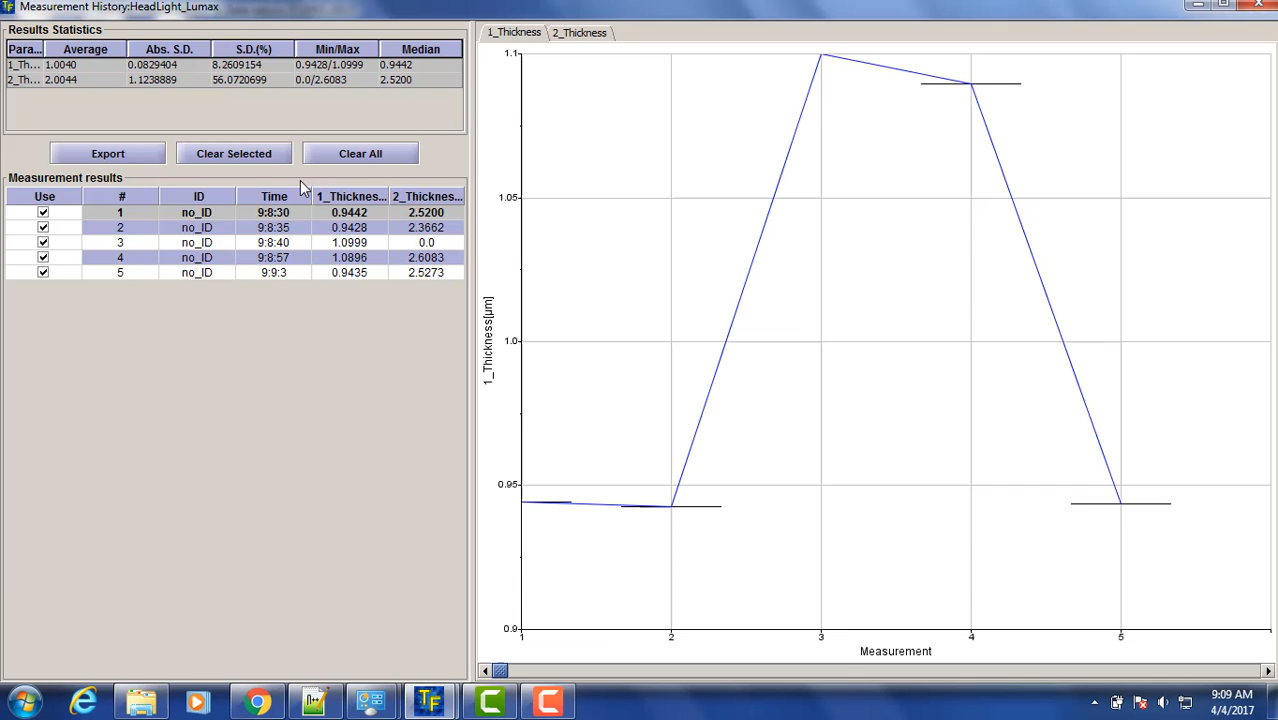 Measurement History:HeadLight_Lumax
Results Statistics
Para... Average Abs. S.D. S.D.(%) Min/Max Median
1_Th... 1.0040 0.0829404 8.2609154 0.9428/1.0999 0.9442
2_Th... 2.0044 1.1238889 56.0720699 0.0/2.6083 2.5200
Export Clear Selected Clear All
Measurement results
Use # ID Time 1_Thicknes... 2_Thicknes...
1 no_ID 9:8:30 0.9442 2.5200
2 no_ID 9:8:35 0.9428 2.3662
3 no_ID 9:8:40 1.0999 0.0
4 no_ID 9:8:57 1.0896 2.6083
5 no_ID 9:9:3 0.9435 2.5273
1_Thickness 2_Thickness
1.1
1.05
1.0
0.95
0.9
1_Thickness[µm]
1 2 3 4 5
Measurement
TF
9:09 AM
4/4/2017